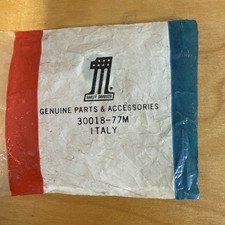 HARLEY-DAVIDSON
GENUINE PARTS & ACCESSORIES
30018-77M
ITALY